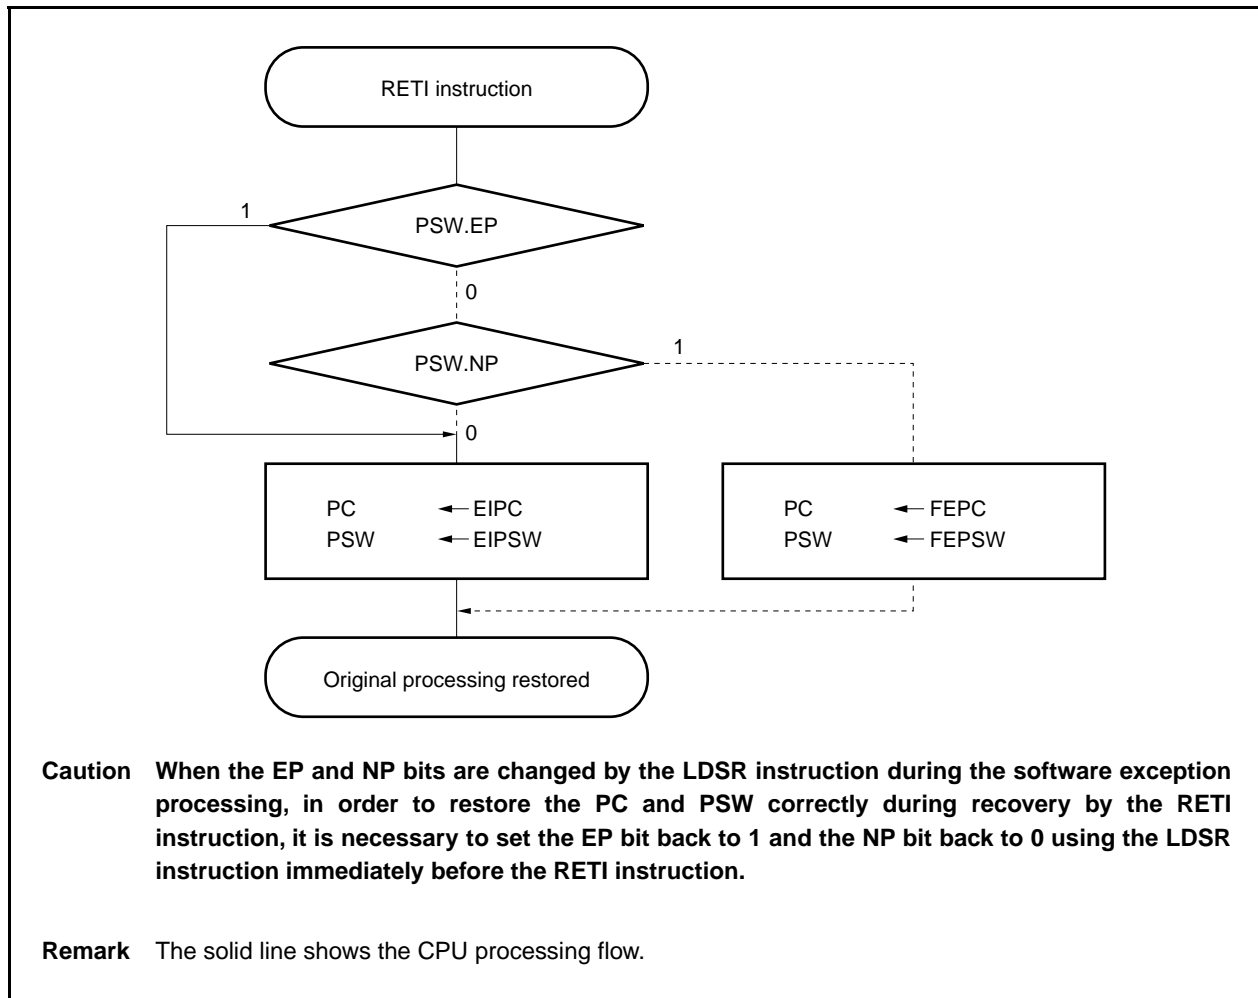 RETI instruction
1
PSW.EP
0
1
PSW.NP
0
PC ← EIPC
PSW ← EIPSW
PC ← FEPC
PSW ← FEPSW
Original processing restored
Caution When the EP and NP bits are changed by the LDSR instruction during the software exception
processing, in order to restore the PC and PSW correctly during recovery by the RETI
instruction, it is necessary to set the EP bit back to 1 and the NP bit back to 0 using the LDSR
instruction immediately before the RETI instruction.
Remark The solid line shows the CPU processing flow.